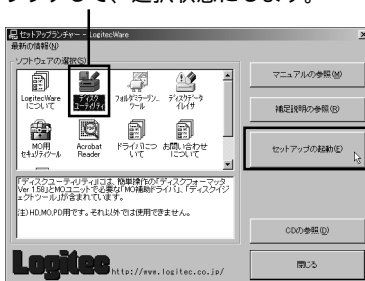 クリックして、選択状態にします。
セットアップランチャー - LogitecWare
最新の情報(N)
ソフトウェアの選択(S)
LogitecWare
について
ディスク
ユーティリティ
フォルダミラーリン...
ツール
ディスクデータ
イレイサ
MO用
セキュリティツール
Acrobat
Reader
ドライバにつ
いて
お問い合わせ
について
マニュアルの参照(M)
補足説明の参照(R)
セットアップの起動(E)
「ディスクユーティリティ」には、簡単操作の「ディスクフォーマッタ
Ver 1.58」とMOユニットで必要な「MO補助ドライバ」、「ディスクイジ
ェクトツール」が含まれています。
注)HD,MO,PD用です。それ以外では使用できません。
CDの参照(D)
閉じる
Logitec
http://www.logitec.co.jp/